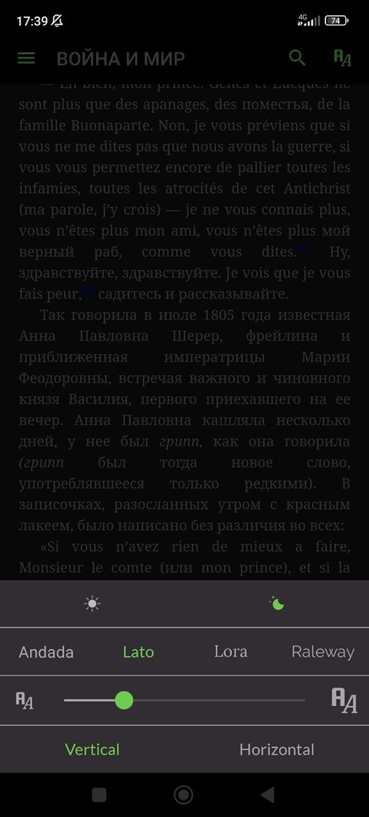 17:39 4G 74
ВОЙНА И МИР
— Eh bien, mon prince. Gênes et Lucques ne
sont plus que des apanages, des поместья, de la
famille Buonaparte. Non, je vous préviens que si
vous ne me dites pas que nous avons la guerre, si
vous vous permettez encore de pallier toutes les
infamies, toutes les atrocités de cet Antichrist
(ma parole, j’y crois) — je ne vous connais plus,
vous n’êtes plus mon ami, vous n’êtes plus мой
верный раб, comme vous dites. Ну,
здравствуйте, здравствуйте. Je vois que je vous
fais peur, садитесь и рассказывайте.
Так говорила в июле 1805 года известная
Анна Павловна Шерер, фрейлина и
приближенная императрицы Марии
Феодоровны, встречая важного и чиновного
князя Василия, первого приехавшего на ее
вечер. Анна Павловна кашляла несколько
дней, у нее был грипп, как она говорила
(грипп был тогда новое слово,
употреблявшееся только редкими). В
записочках, разосланных утром с красным
лакеем, было написано без различия во всех:
«Si vous n’avez rien de mieux a faire,
Monsieur le comte (или mon prince), et si la
Andada Lato Lora Raleway
AA AA
Vertical Horizontal